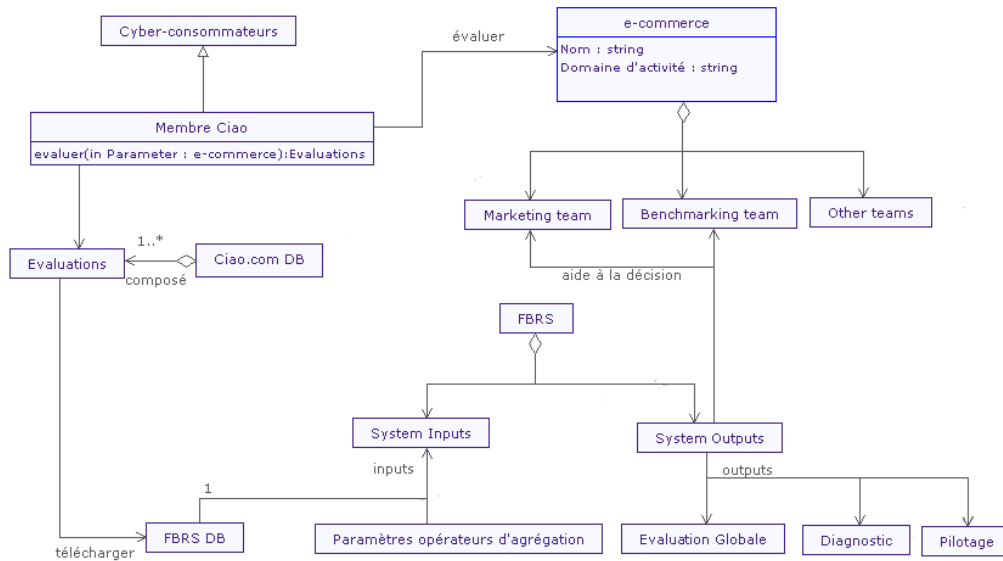 Cyber-consommateurs
e-commerce
Nom : string
Domaine d'activité : string
évaluer
Membre Ciao
evaluer(in Parameter : e-commerce):Evaluations
Marketing team
Benchmarking team
Other teams
1..*
Evaluations
Ciao.com DB
composé
aide à la décision
FBRS
System Inputs
System Outputs
inputs
outputs
1
FBRS DB
Paramètres opérateurs d'agrégation
Evaluation Globale
Diagnostic
Pilotage
télécharger